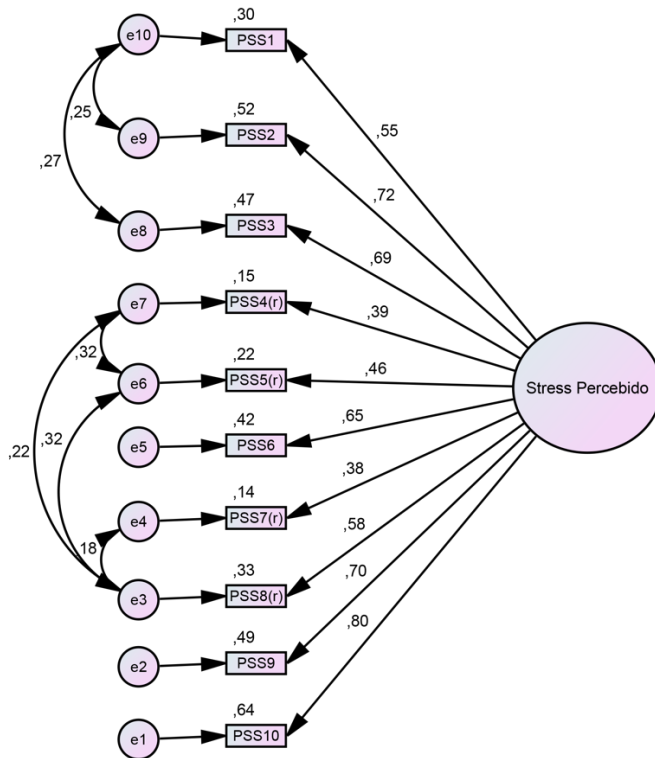 ,30
e10
PSS1
,55
,25
,52
e9
PSS2
,72
,27
,47
e8
PSS3
,69
,15
e7
PSS4(r)
,39
,32
,22
e6
PSS5(r)
,46
Stress Percebido
,22
,32
,42
e5
PSS6
,65
,14
e4
PSS7(r)
,38
,18
,33
e3
PSS8(r)
,58
,49
e2
PSS9
,70
,64
e1
PSS10
,80